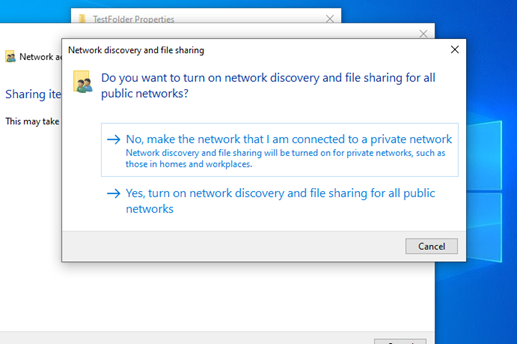 TestFolder Properties
Network ac
Network discovery and file sharing
Do you want to turn on network discovery and file sharing for all
public networks?
Sharing ite
This may take
No, make the network that I am connected to a private network
Network discovery and file sharing will be turned on for private networks, such as
those in homes and workplaces.
Yes, turn on network discovery and file sharing for all public
networks
Cancel